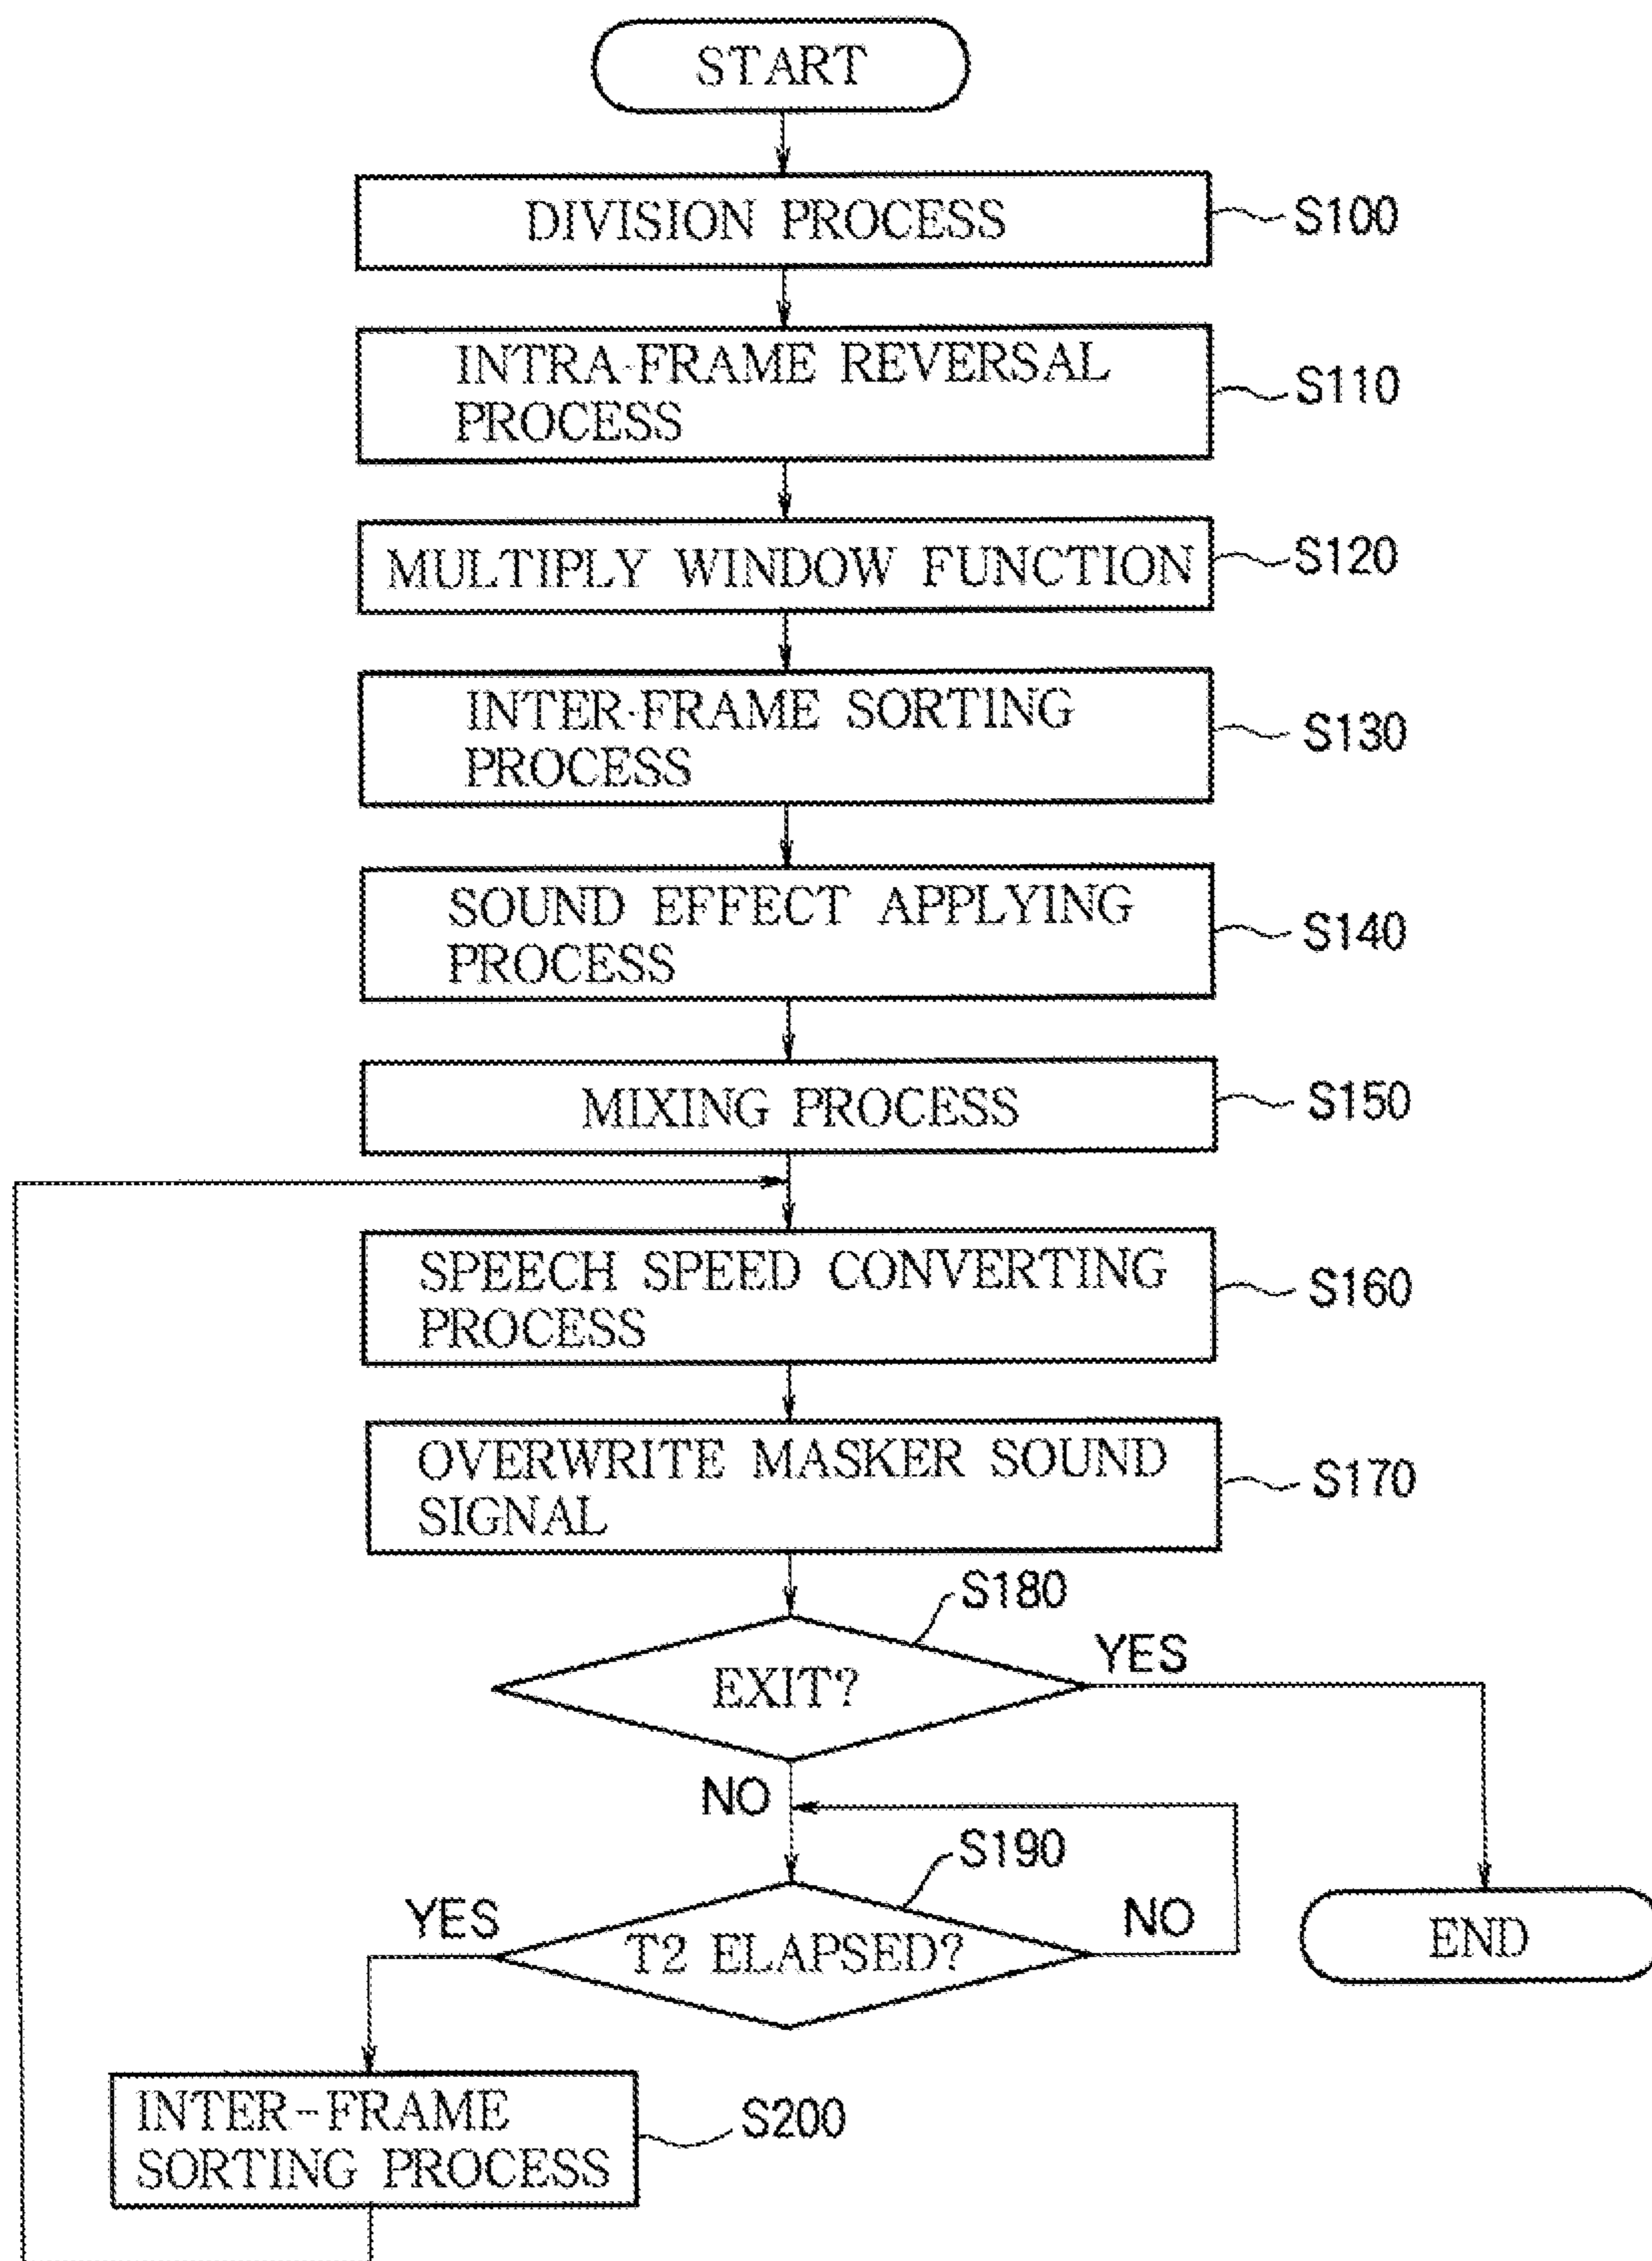 START
DIVISION PROCESS
S100
INTRA-FRAME REVERSAL
PROCESS
S110
MULTIPLY WINDOW FUNCTION
S120
INTER-FRAME SORTING
PROCESS
S130
SOUND EFFECT APPLYING
PROCESS
S140
MIXING PROCESS
S150
SPEECH SPEED CONVERTING
PROCESS
S160
OVERWRITE MASKER SOUND
SIGNAL
S170
S180
EXIT?
YES
NO
S190
YES
T2 ELAPSED?
NO
END
INTER-FRAME
SORTING PROCESS
S200